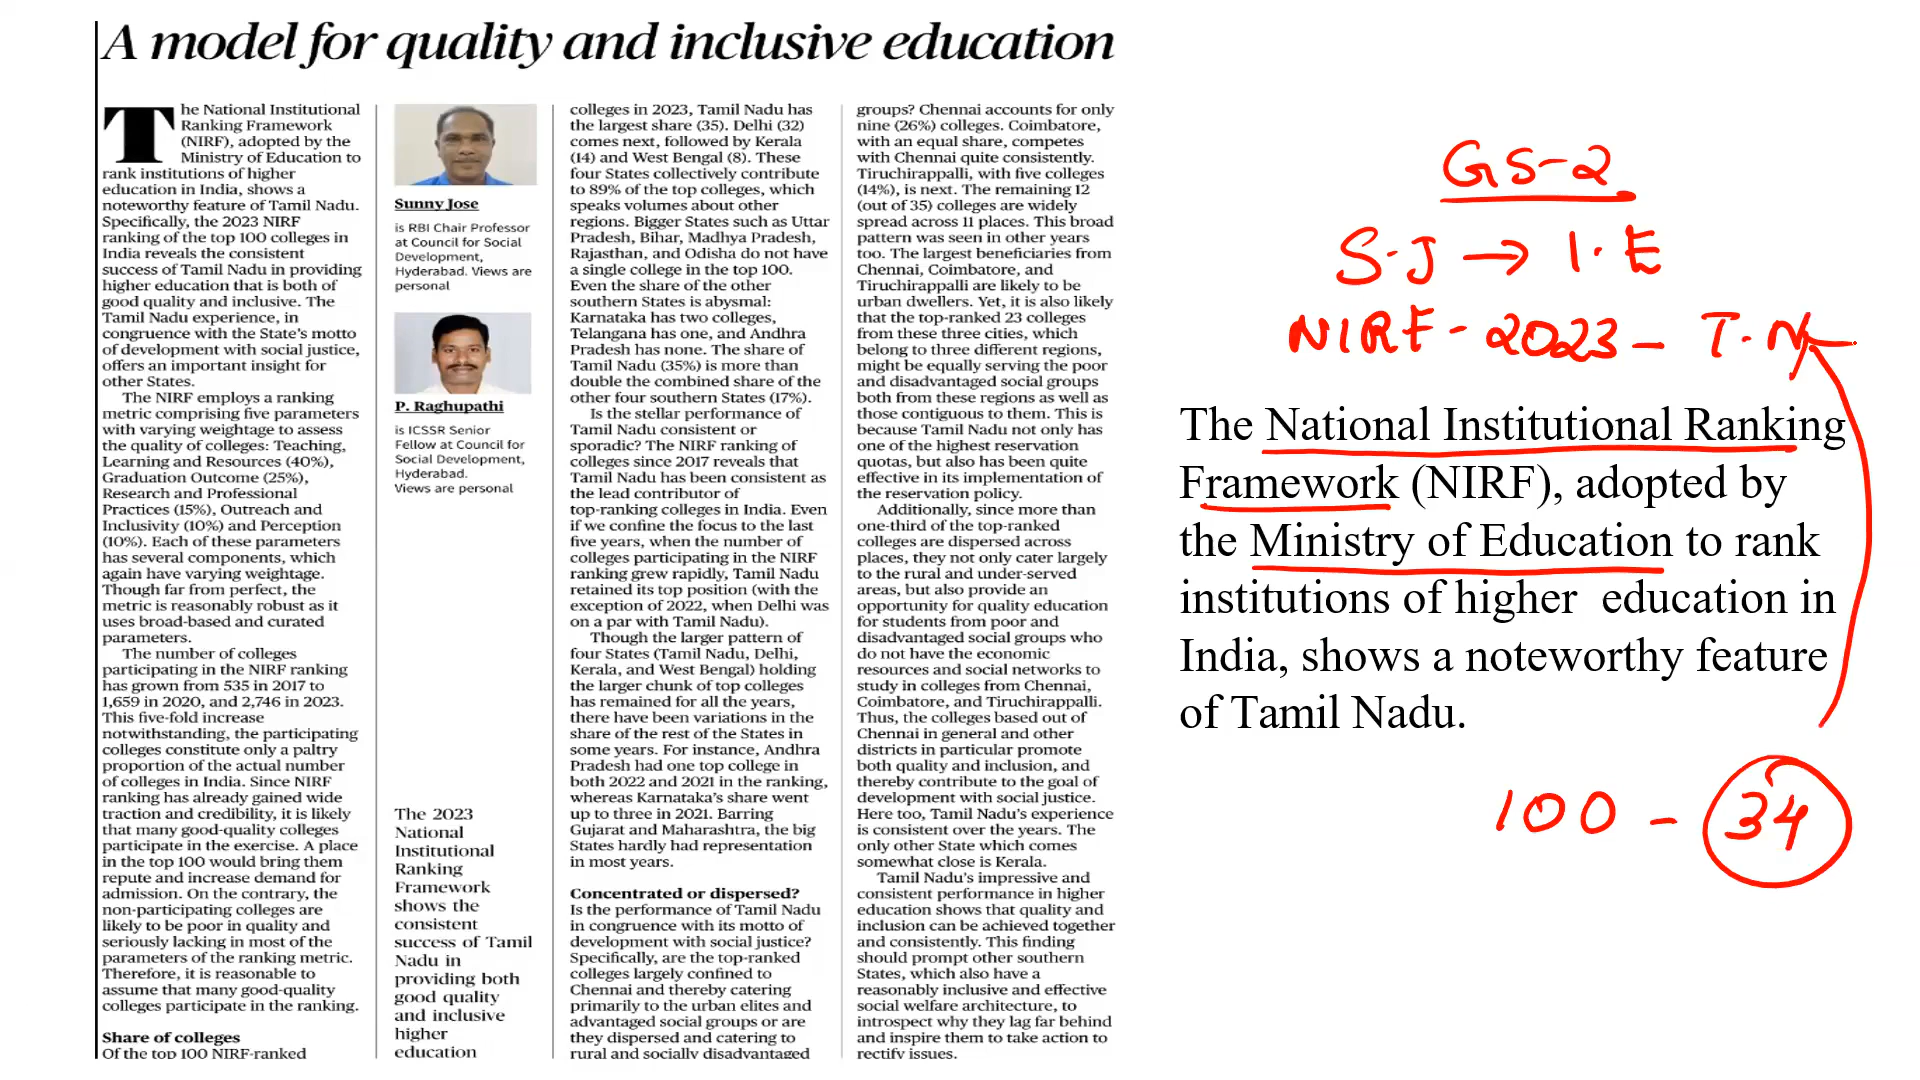 A model for quality and inclusive education
The National Institutional
Ranking Framework
(NIRF), adopted by the
Ministry of Education to
rank institutions of higher
education in India, shows a
noteworthy feature of Tamil Nadu.
Specifically, the 2023 NIRF
ranking of the top 100 colleges in
India reveals the consistent
success of Tamil Nadu in providing
higher education that is both of
good quality and inclusive. The
Tamil Nadu experience, in
congruence with the State's motto
of development with social justice,
offers an important insight for
other States.
The NIRF employs a ranking
metric comprising five parameters
with varying weightage to assess
the quality of colleges: Teaching,
Learning and Resources (40%),
Graduation Outcome (25%),
Research and Professional
Practices (15%), Outreach and
Inclusivity (10%) and Perception
(10%). Each of these parameters
has several components, which
again have varying weightage.
Though far from perfect, the
metric is reasonably robust as it
uses broad-based and curated
parameters.
The number of colleges
participating in the NIRF ranking
has grown from 535 in 2017 to
1,659 in 2020, and 2,746 in 2023.
This five-fold increase
notwithstanding, the participating
colleges constitute only a paltry
proportion of the actual number
of colleges in India. Since NIRF
ranking has already gained wide
traction and credibility, it is likely
that many good-quality colleges
participate in the exercise. A place
in the top 100 would bring them
repute and increase demand for
admission. On the contrary, the
non-participating colleges are
likely to be poor in quality and
seriously lacking in most of the
parameters of the ranking metric.
Therefore, it is reasonable to
assume that many good-quality
colleges participate in the ranking.
Share of colleges
Of the top 100 NIRF-ranked
Sunny Jose
is RBI Chair Professor
at Council for Social
Development,
Hyderabad. Views are
personal
P. Raghupathi
is ICSSR Senior
Fellow at Council for
Social Development,
Hyderabad.
Views are personal
The 2023
National
Institutional
Ranking
Framework
shows the
consistent
success of Tamil
Nadu in
providing both
good quality
and inclusive
higher
education
colleges in 2023, Tamil Nadu has
the largest share (35). Delhi (32)
comes next, followed by Kerala
(14) and West Bengal (8). These
four States collectively contribute
to 89% of the top colleges, which
speaks volumes about other
regions. Bigger States such as Uttar
Pradesh, Bihar, Madhya Pradesh,
Rajasthan, and Odisha do not have
a single college in the top 100.
Even the share of the other
southern States is abysmal:
Karnataka has two colleges,
Telangana has one, and Andhra
Pradesh has none. The share of
Tamil Nadu (35%) is more than
double the combined share of the
other four southern States (17%).
Is the stellar performance of
Tamil Nadu consistent or
sporadic? The NIRF ranking of
colleges since 2017 reveals that
Tamil Nadu has been consistent as
the lead contributor of
top-ranking colleges in India. Even
if we confine the focus to the last
five years, when the number of
colleges participating in the NIRF
ranking grew rapidly, Tamil Nadu
retained its top position (with the
exception of 2022, when Delhi was
on a par with Tamil Nadu).
Though the larger pattern of
four States (Tamil Nadu, Delhi,
Kerala, and West Bengal) holding
the larger chunk of top colleges
has remained for all the years,
there have been variations in the
share of the rest of the States in
some years. For instance, Andhra
Pradesh had one top college in
both 2022 and 2021 in the ranking,
whereas Karnataka's share went
up to three in 2021. Barring
Gujarat and Maharashtra, the big
States hardly had representation
in most years.
Concentrated or dispersed?
Is the performance of Tamil Nadu
in congruence with its motto of
development with social justice?
Specifically, are the top-ranked
colleges largely confined to
Chennai and thereby catering
primarily to the urban elites and
advantaged social groups or are
they dispersed and catering to
rural and socially disadvantaged
groups? Chennai accounts for only
nine (26%) colleges. Coimbatore,
with an equal share, competes
with Chennai quite consistently.
Tiruchirappalli, with five colleges
(14%), is next. The remaining 12
(out of 35) colleges are widely
spread across 11 places. This broad
pattern was seen in other years
too. The largest beneficiaries from
Chennai, Coimbatore, and
Tiruchirappalli are likely to be
urban dwellers. Yet, it is also likely
that the top-ranked 23 colleges
from these three cities, which
belong to three different regions,
might be equally serving the poor
and disadvantaged social groups
both from these regions as well as
those contiguous to them. This is
because Tamil Nadu not only has
one of the highest reservation
quotas, but also has been quite
effective in its implementation of
the reservation policy.
Additionally, since more than
one-third of the top-ranked
colleges are dispersed across
places, they not only cater largely
to the rural and under-served
areas, but also provide an
opportunity for quality education
for students from poor and
disadvantaged social groups who
do not have the economic
resources and social networks to
study in colleges from Chennai,
Coimbatore, and Tiruchirappalli.
Thus, the colleges based out of
Chennai in general and other
districts in particular promote
both quality and inclusion, and
thereby contribute to the goal of
development with social justice.
Here too, Tamil Nadu's experience
is consistent over the years. The
only other State which comes
somewhat close is Kerala.
Tamil Nadu's impressive and
consistent performance in higher
education shows that quality and
inclusion can be achieved together
and consistently. This finding
should prompt other southern
States, which also have a
reasonably inclusive and effective
social welfare architecture, to
introspect why they lag far behind
and inspire them to take action to
rectify issues.
GS-2
S.J → I.E
NIRF - 2023 - T.N
The National Institutional Ranking
Framework (NIRF), adopted by
the Ministry of Education to rank
institutions of higher education in
India, shows a noteworthy feature
of Tamil Nadu.
100 - 34